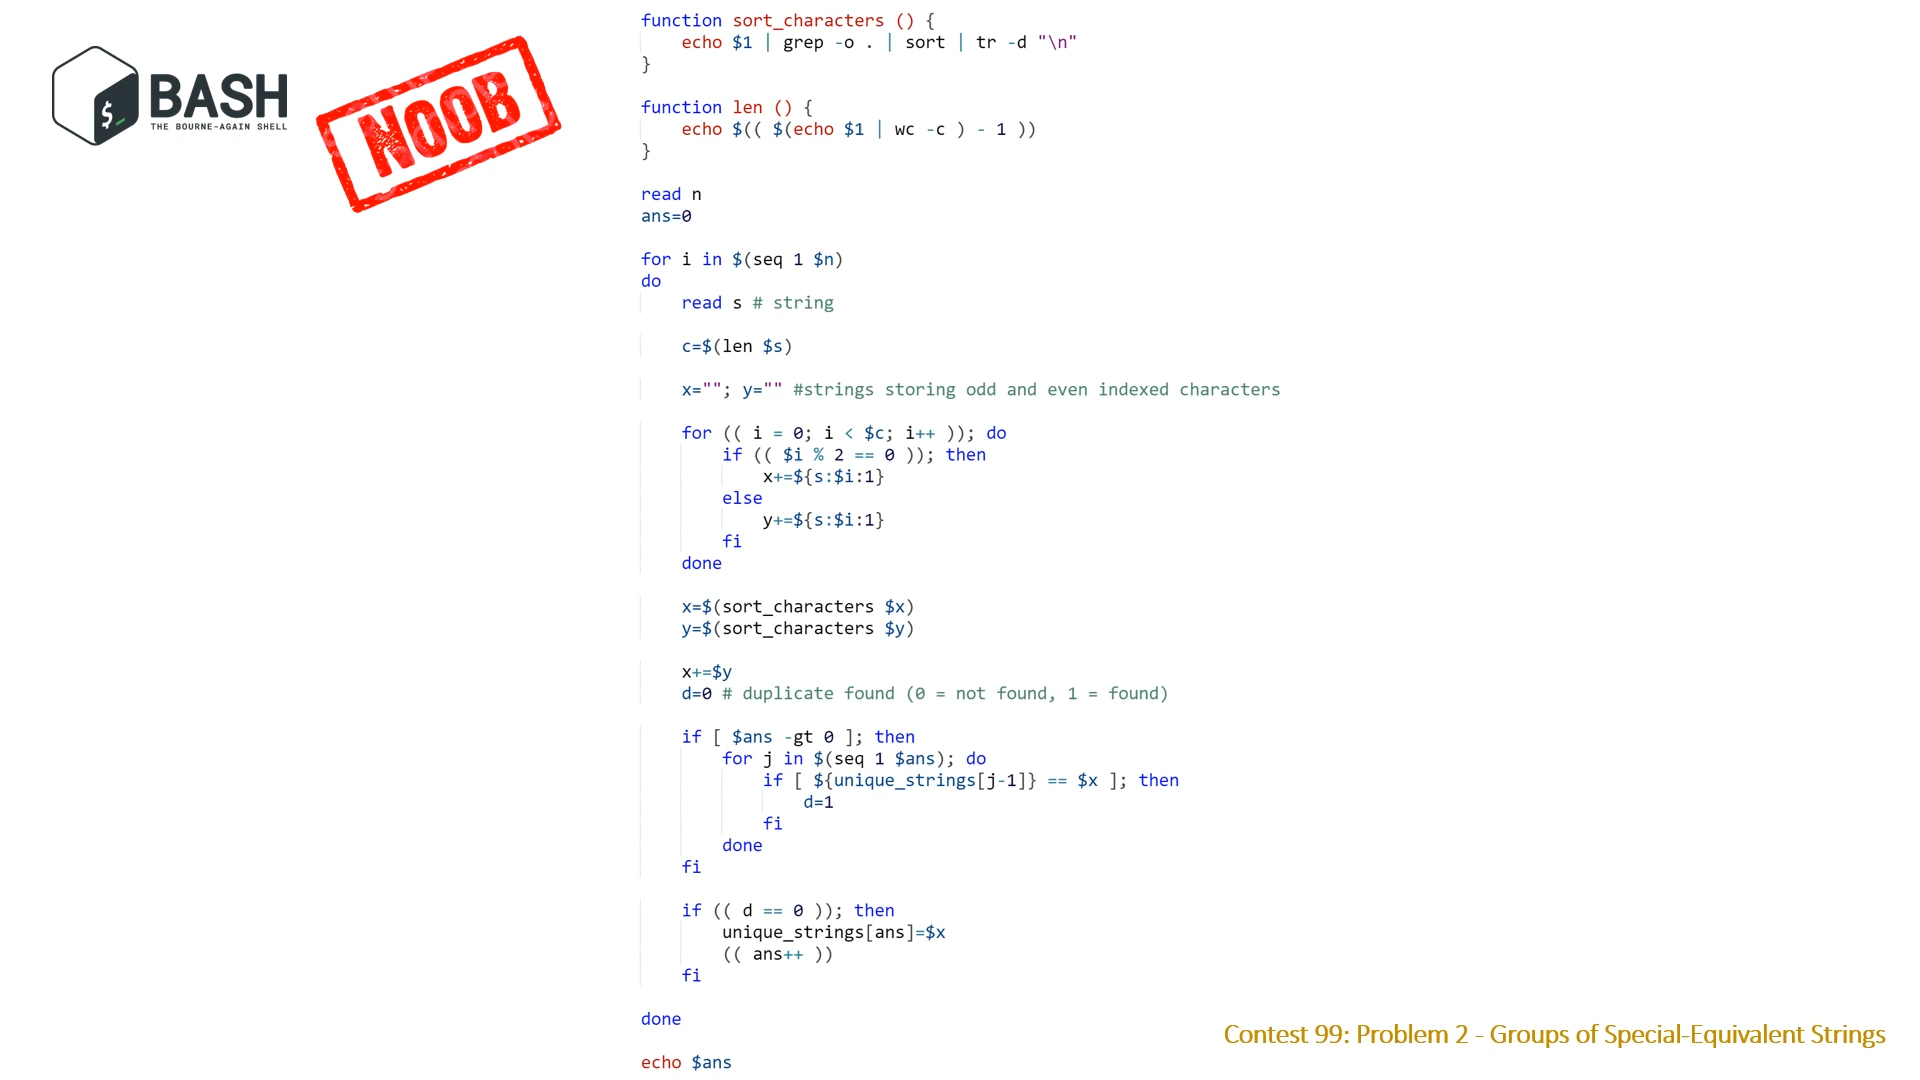 $_ BASH
THE BOURNE-AGAIN SHELL
NOOB
function sort_characters () {
echo $1 | grep -o . | sort | tr -d "\n"
}
function len () {
echo $(( $(echo $1 | wc -c ) - 1 ))
}
read n
ans=0
for i in $(seq 1 $n)
do
read s # string
c=$(len $s)
x=""; y="" #strings storing odd and even indexed characters
for (( i = 0; i < $c; i++ )); do
if (( $i % 2 == 0 )); then
x+=${s:$i:1}
else
y+=${s:$i:1}
fi
done
x=$(sort_characters $x)
y=$(sort_characters $y)
x+=$y
d=0 # duplicate found (0 = not found, 1 = found)
if [ $ans -gt 0 ]; then
for j in $(seq 1 $ans); do
if [ ${unique_strings[j-1]} == $x ]; then
d=1
fi
done
fi
if (( d == 0 )); then
unique_strings[ans]=$x
(( ans++ ))
fi
done
echo $ans
Contest 99: Problem 2 - Groups of Special-Equivalent Strings